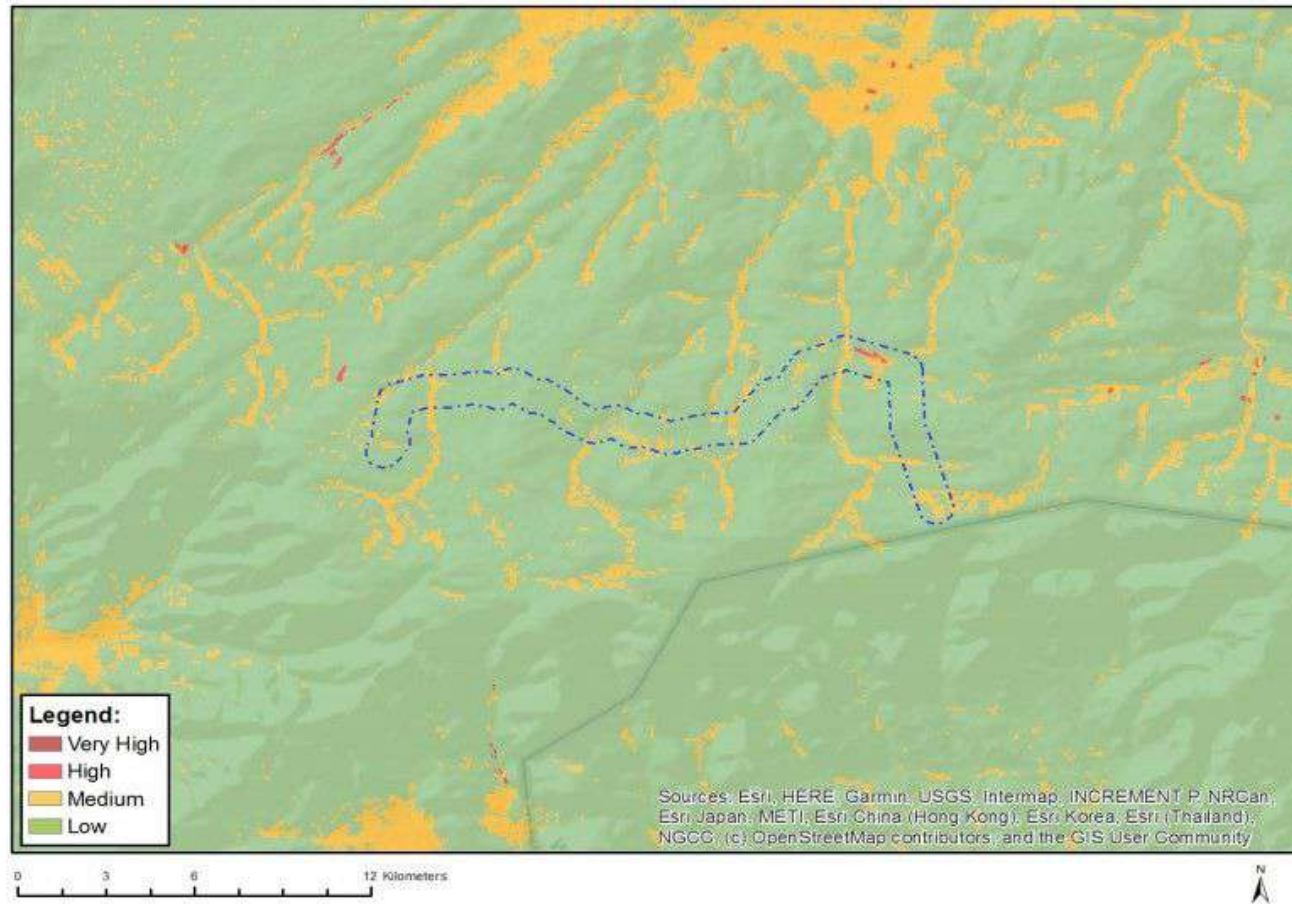 Legend:
Very High
High
Medium
Low
Sources: Esri, HERE, Garmin, USGS, Intermap, INCREMENT P, NRCan,
Esri Japan, METI, Esri China (Hong Kong), Esri Korea, Esri (Thailand),
NGCC, (c) OpenStreetMap contributors, and the GIS User Community
0 3 6 12 Kilometers
N